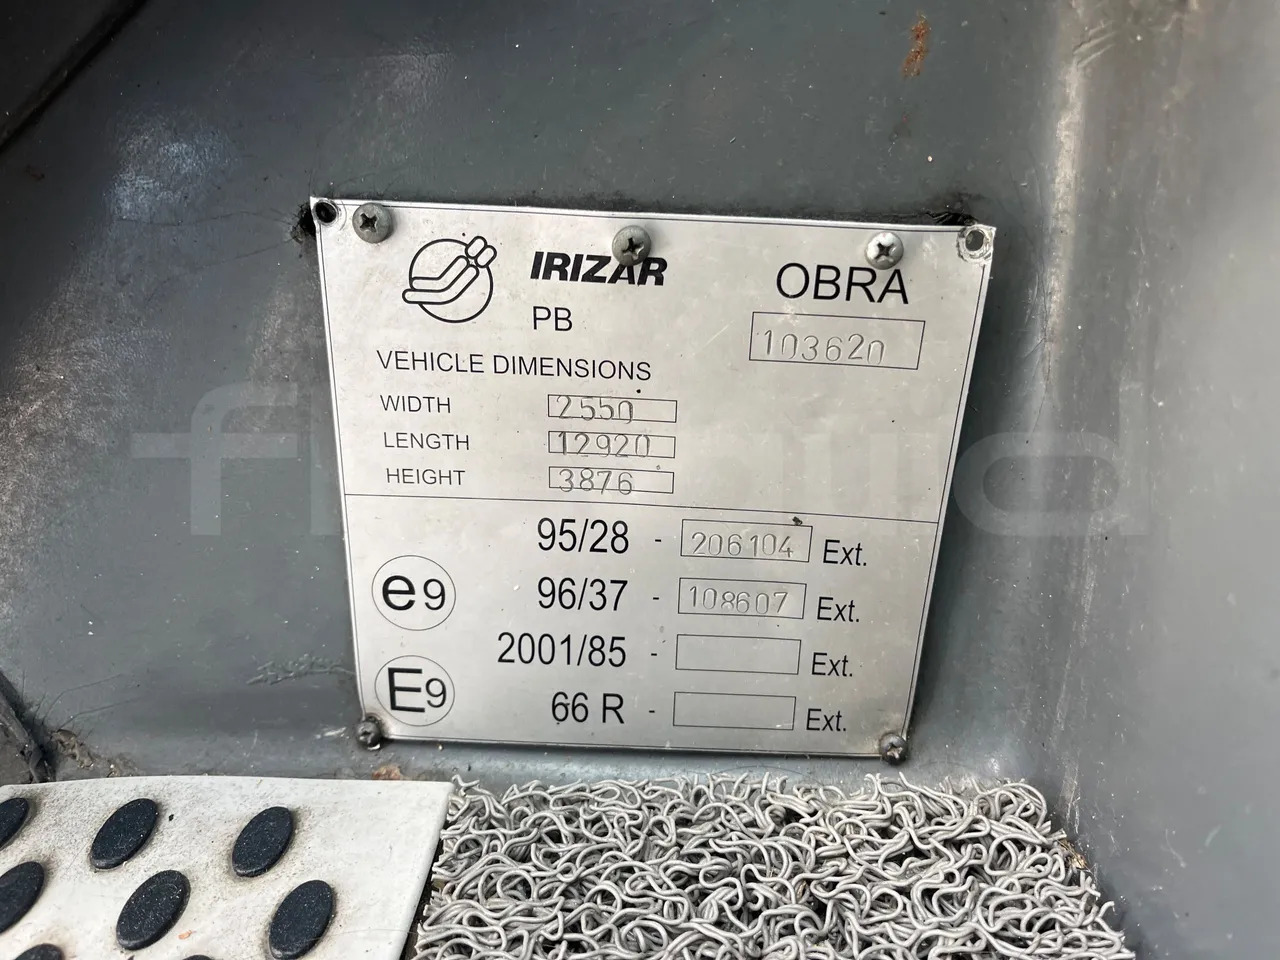 IRIZAR
PB
OBRA
103620
VEHICLE DIMENSIONS
WIDTH 2550
LENGTH 12920
HEIGHT 3876
95/28 - 206104 Ext.
e9 96/37 - 108607 Ext.
2001/85 - Ext.
E9 66 R - Ext.